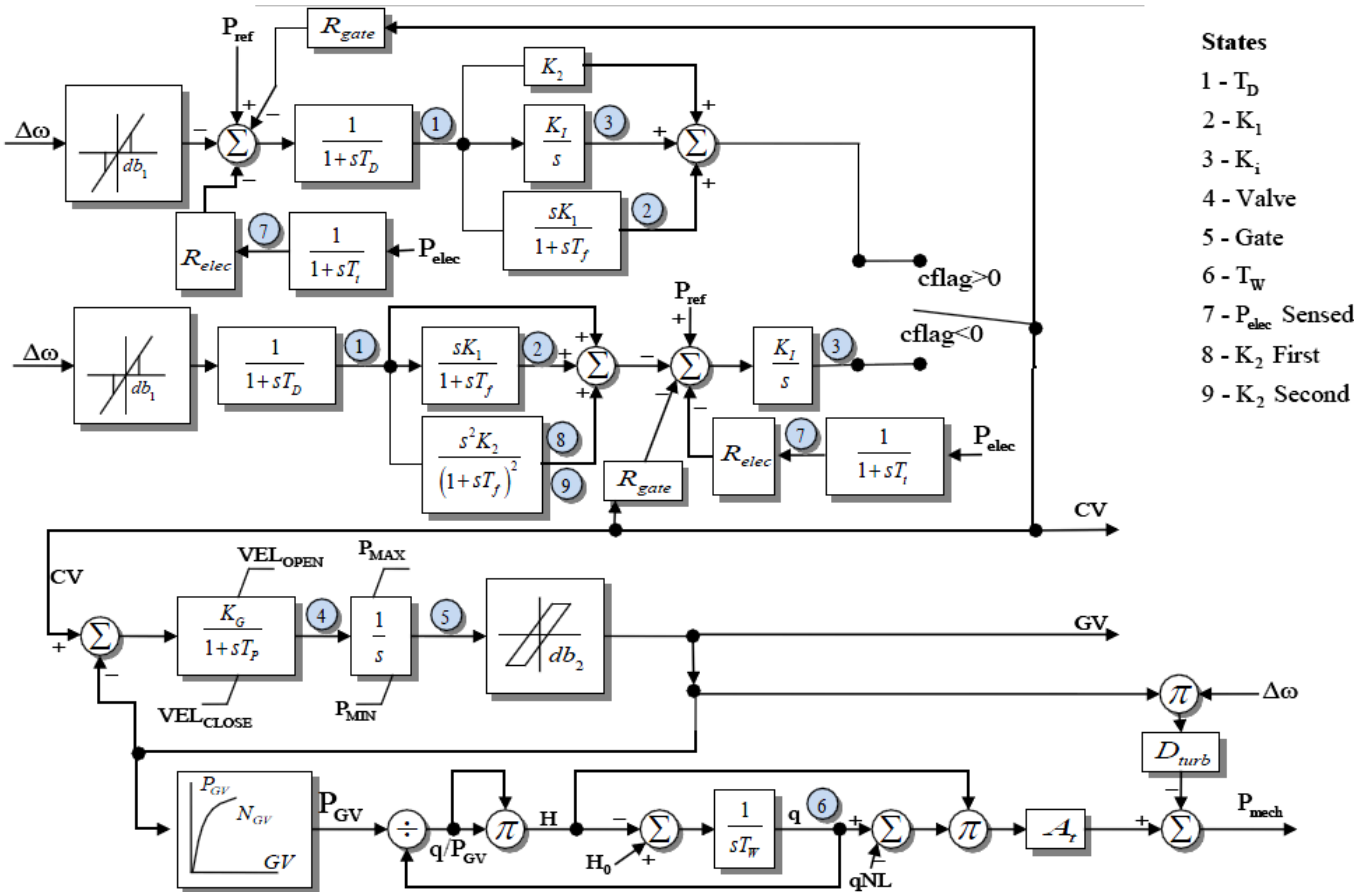 P_ref
R_gate
Δω
db_1
+
−
−
−
Σ
1
1+sT_D
1
K_2
K_I
s
3
sK_1
1+sT_f
2
+
+
+
Σ
R_elec
7
1
1+sT_t
P_elec
cflag>0
cflag<0
Δω
db_1
1
1+sT_D
1
sK_1
1+sT_f
2
s²K_2
(1+sT_f)²
8
9
+
+
+
Σ
P_ref
+
−
−
−
Σ
K_I
s
3
R_gate
R_elec
7
1
1+sT_t
P_elec
CV
States
1 - T_D
2 - K_1
3 - K_i
4 - Valve
5 - Gate
6 - T_W
7 - P_elec Sensed
8 - K_2 First
9 - K_2 Second
CV
+
−
Σ
VEL_OPEN
K_G
1+sT_P
VEL_CLOSE
4
P_MAX
1
s
P_MIN
5
db_2
GV
π
Δω
D_turb
P_GV
N_GV
GV
P_GV
÷
q/P_GV
π
H
−
Σ
+
H_0
1
sT_W
q
6
+
Σ
−
qNL
π
A_t
+
−
Σ
P_mech